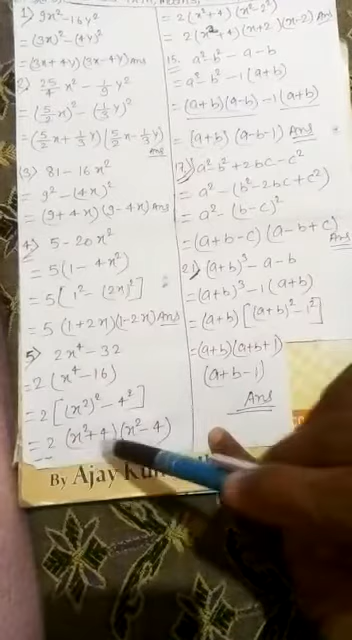 1) 9x²-16y²
= (3x)² - (4y)²
= (3x+4y) (3x-4y) Ans
2) 25/4 x² - 1/9 y²
= (5/2 x)² - (1/3 y)²
= (5/2 x + 1/3 y) (5/2 x - 1/3 y)
Ans
(3) 81 - 16x²
= 9² - (4x)²
= (9+4x) (9-4x) Ans
4) 5 - 20x²
= 5(1 - 4x²)
= 5[1² - (2x)²]
= 5 (1+2x) (1-2x) Ans
5) 2x⁴ - 32
= 2(x⁴ - 16)
= 2[(x²)² - 4²]
= 2 (x²+4) (x²-4)
= 2(x²+4) (x²-2²)
= 2(x²+4) (x+2) (x-2) Ans
15. a²-b²-a-b
= a²-b²-1(a+b)
= (a+b)(a-b)-1(a+b)
= (a+b) (a-b-1) Ans
17) a²-b²+2bc-c²
= a² - (b²-2bc+c²)
= a² - (b-c)²
= (a+b-c) (a-b+c)
Ans
21) (a+b)³-a-b
= (a+b)³-1(a+b)
= (a+b) [(a+b)²-1²]
= (a+b) (a+b+1)
(a+b-1)
Ans
By Ajay Ku